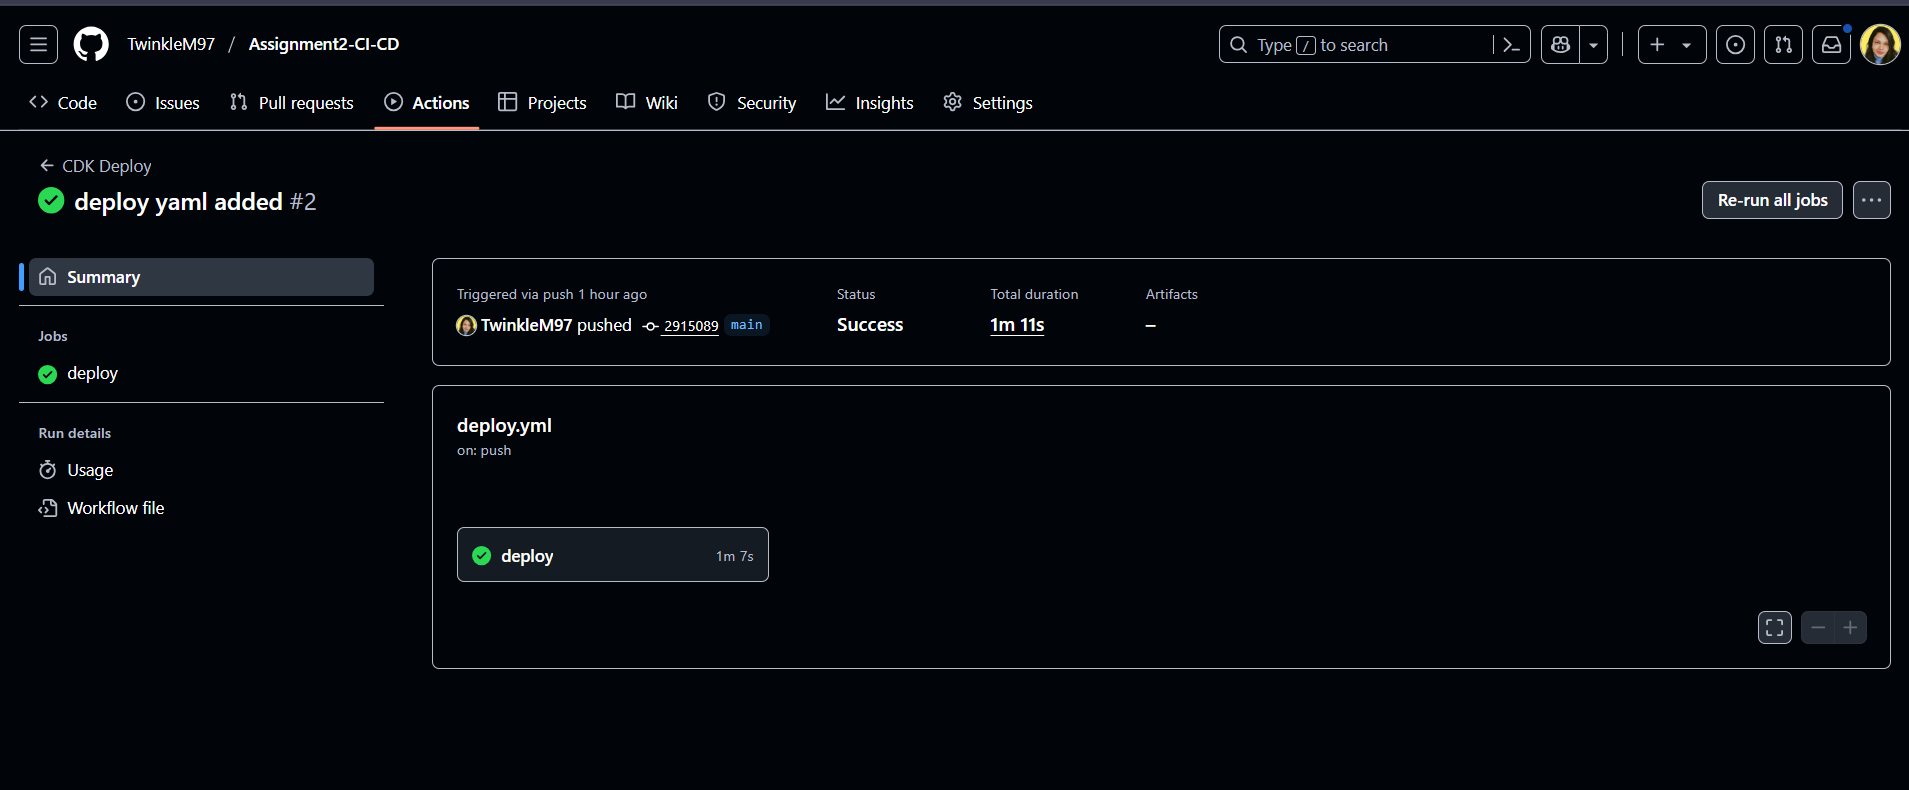 TwinkleM97 / Assignment2-CI-CD
Type / to search
Code Issues Pull requests Actions Projects Wiki Security Insights Settings
CDK Deploy
deploy yaml added #2
Re-run all jobs
Summary
Jobs
deploy
Run details
Usage
Workflow file
Triggered via push 1 hour ago
TwinkleM97 pushed 2915089 main
Status
Success
Total duration
1m 11s
Artifacts
–
deploy.yml
on: push
deploy 1m 7s